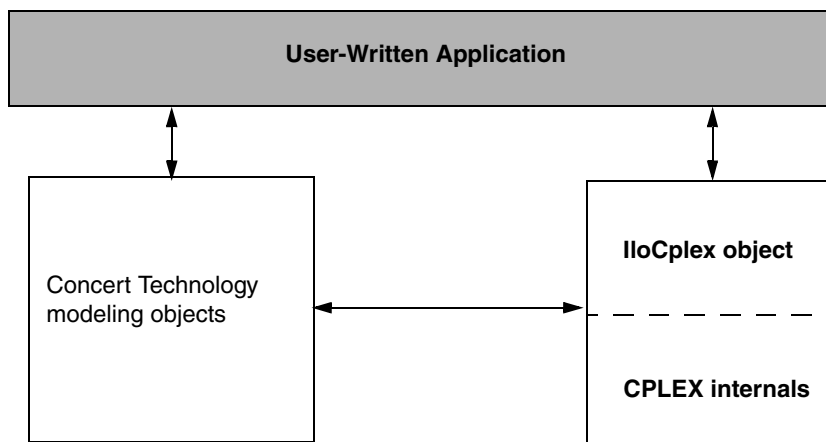 User-Written Application
Concert Technology
modeling objects
IloCplex object
CPLEX internals